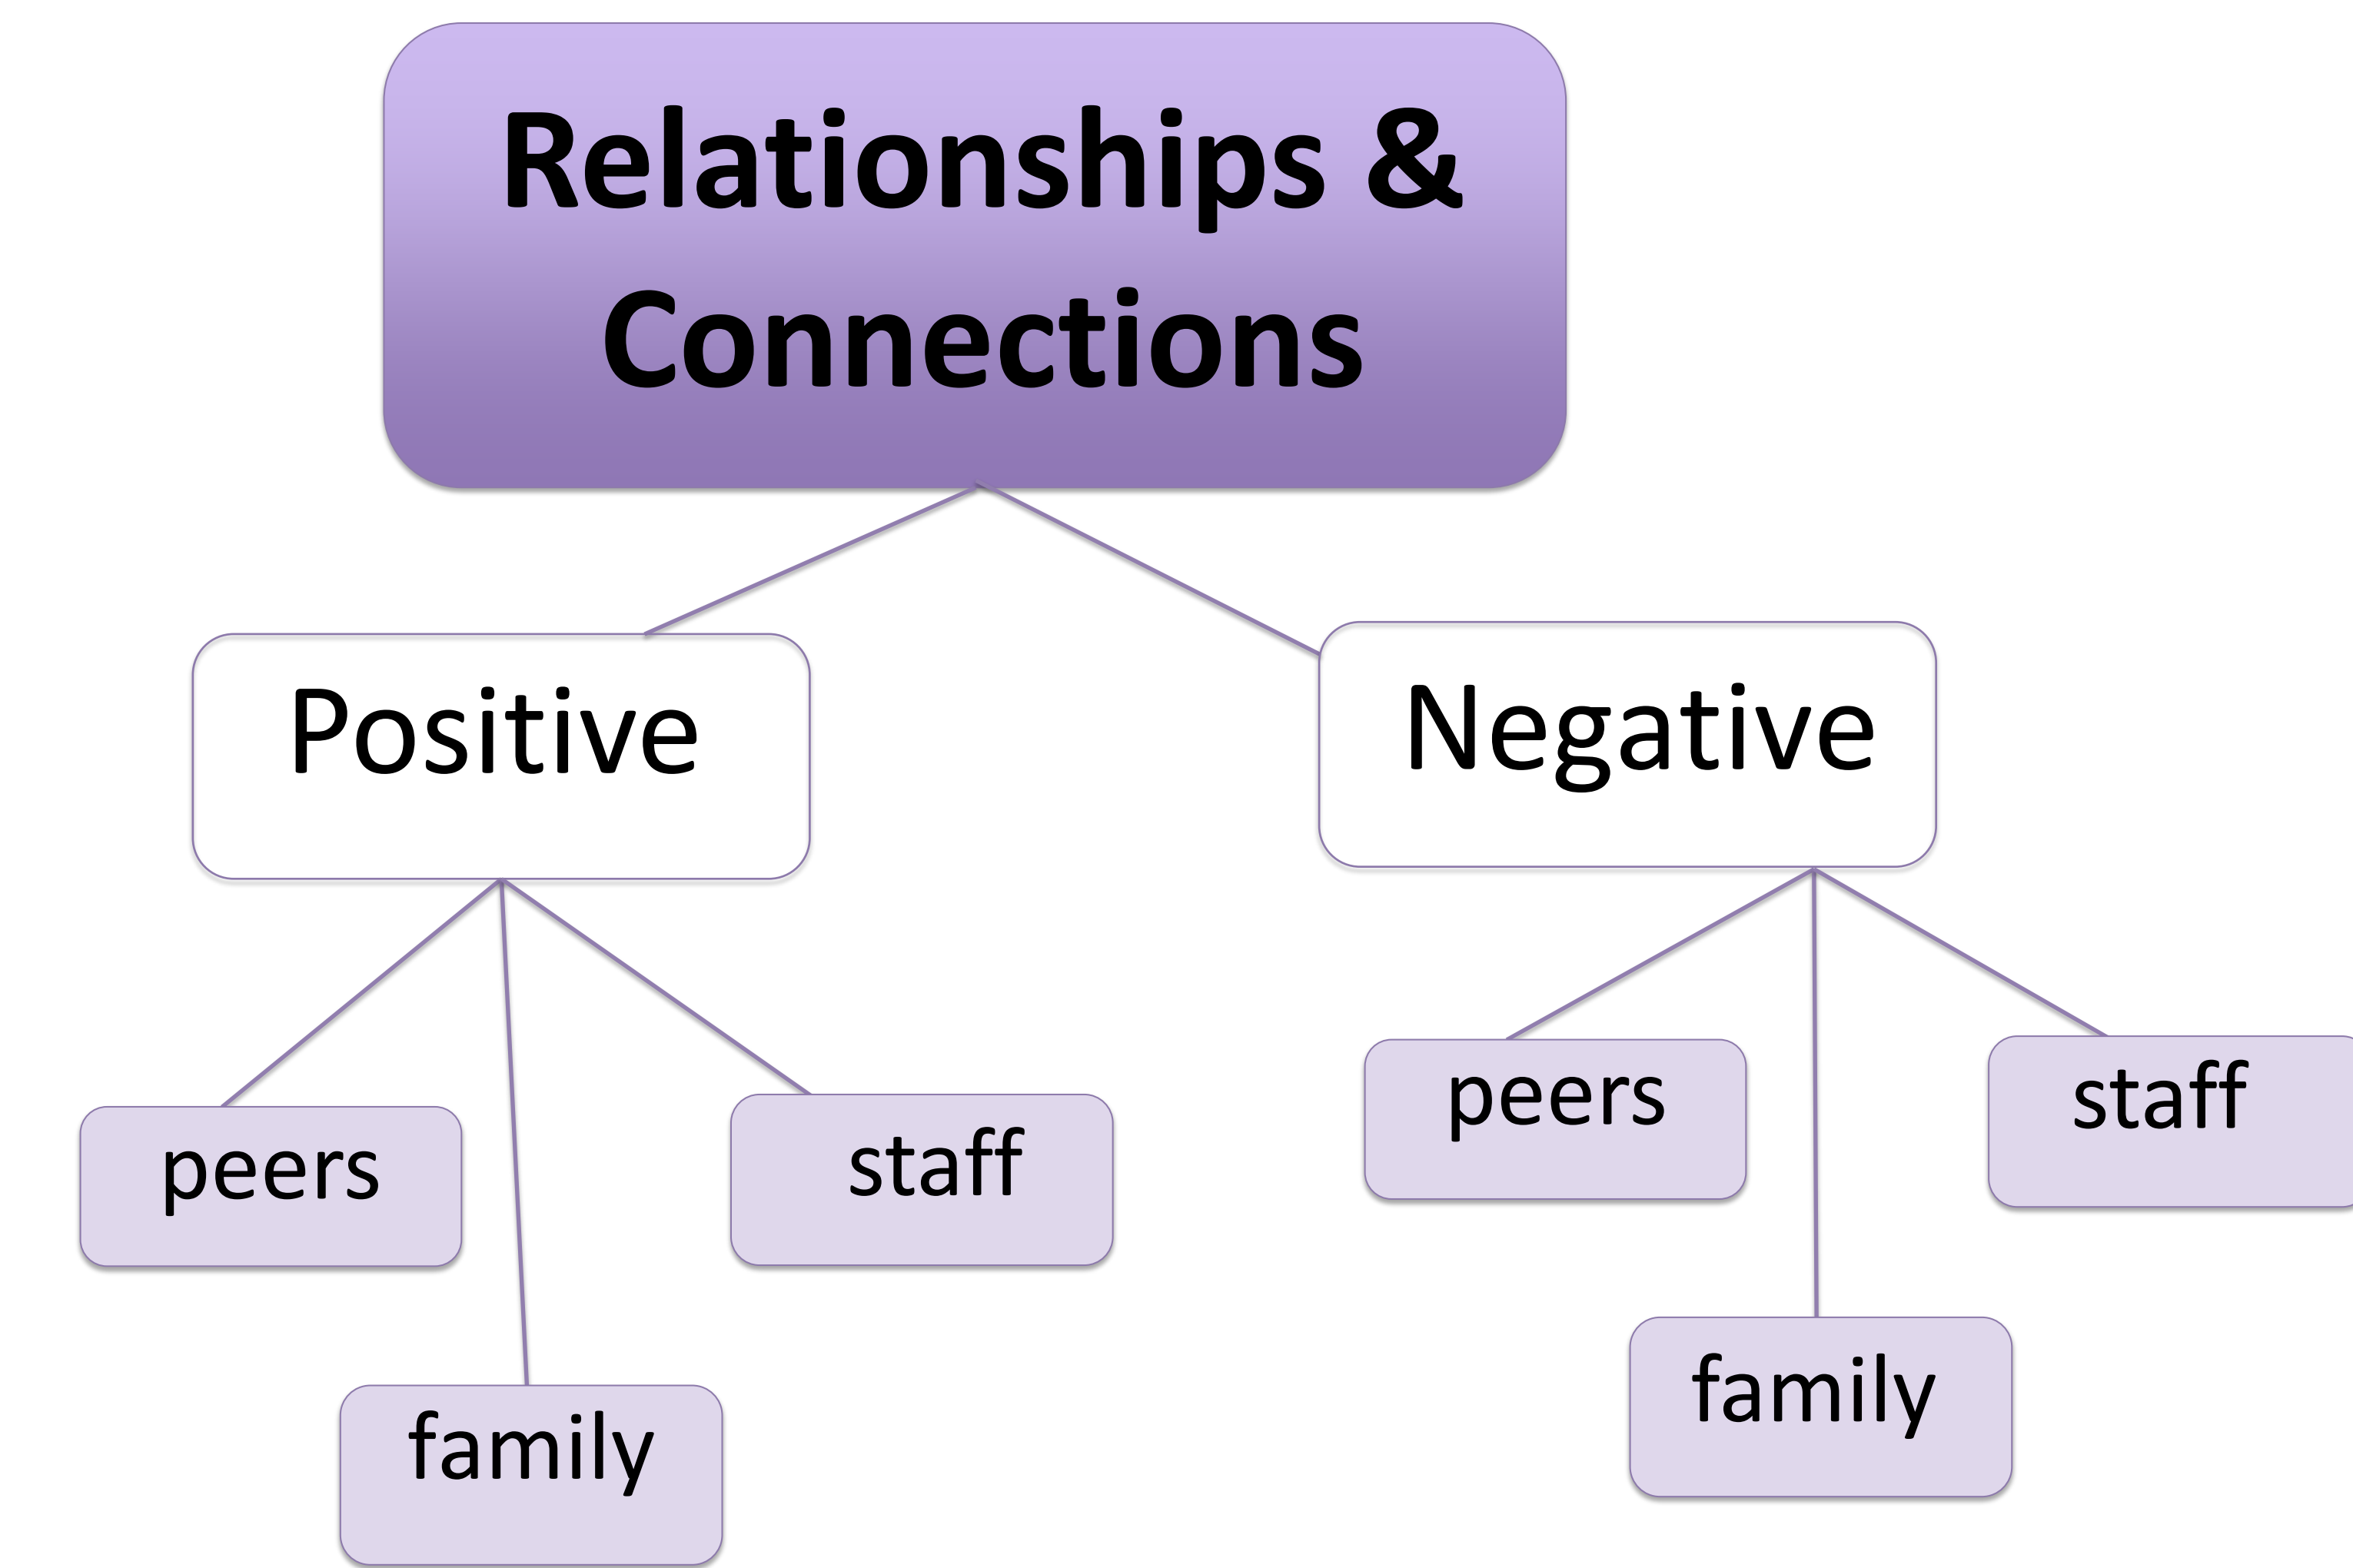 Relationships &
Connections
Positive
Negative
peers
staff
family
peers
staff
family